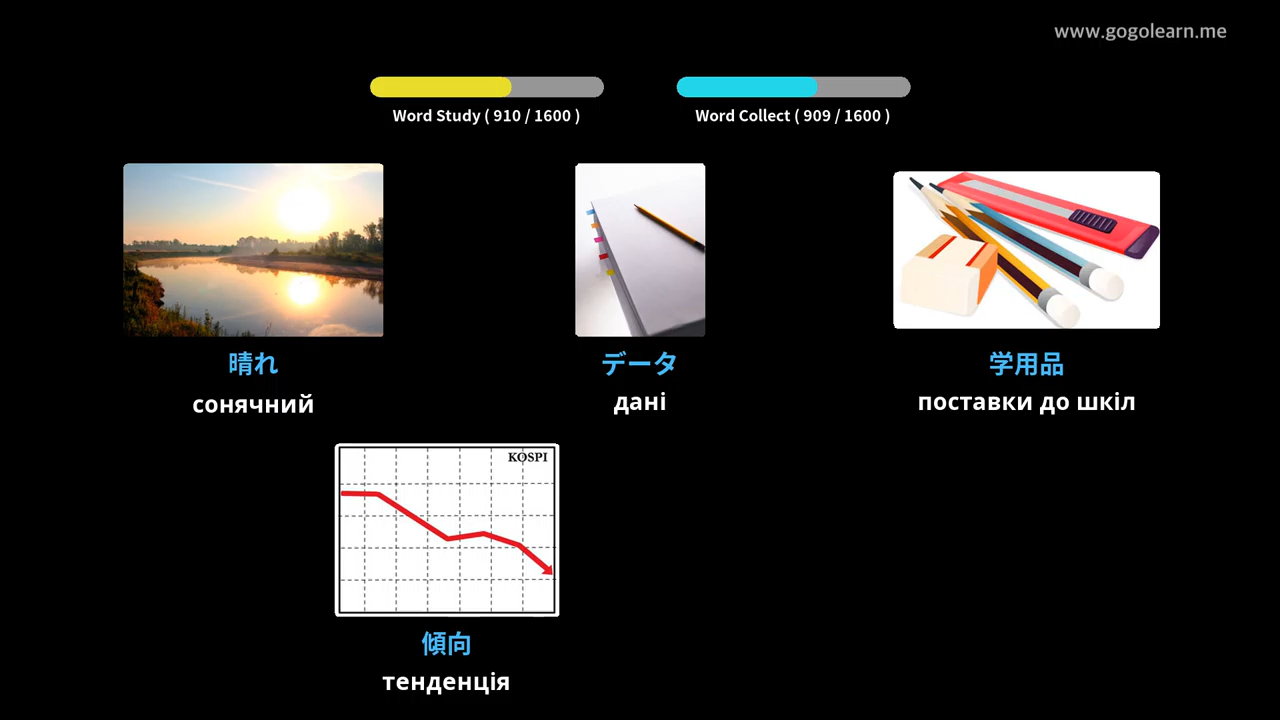 www.gogolearn.me
Word Study ( 910 / 1600 )
Word Collect ( 909 / 1600 )
晴れ
сонячний
データ
дані
学用品
поставки до шкіл
KOSPI
傾向
тенденція